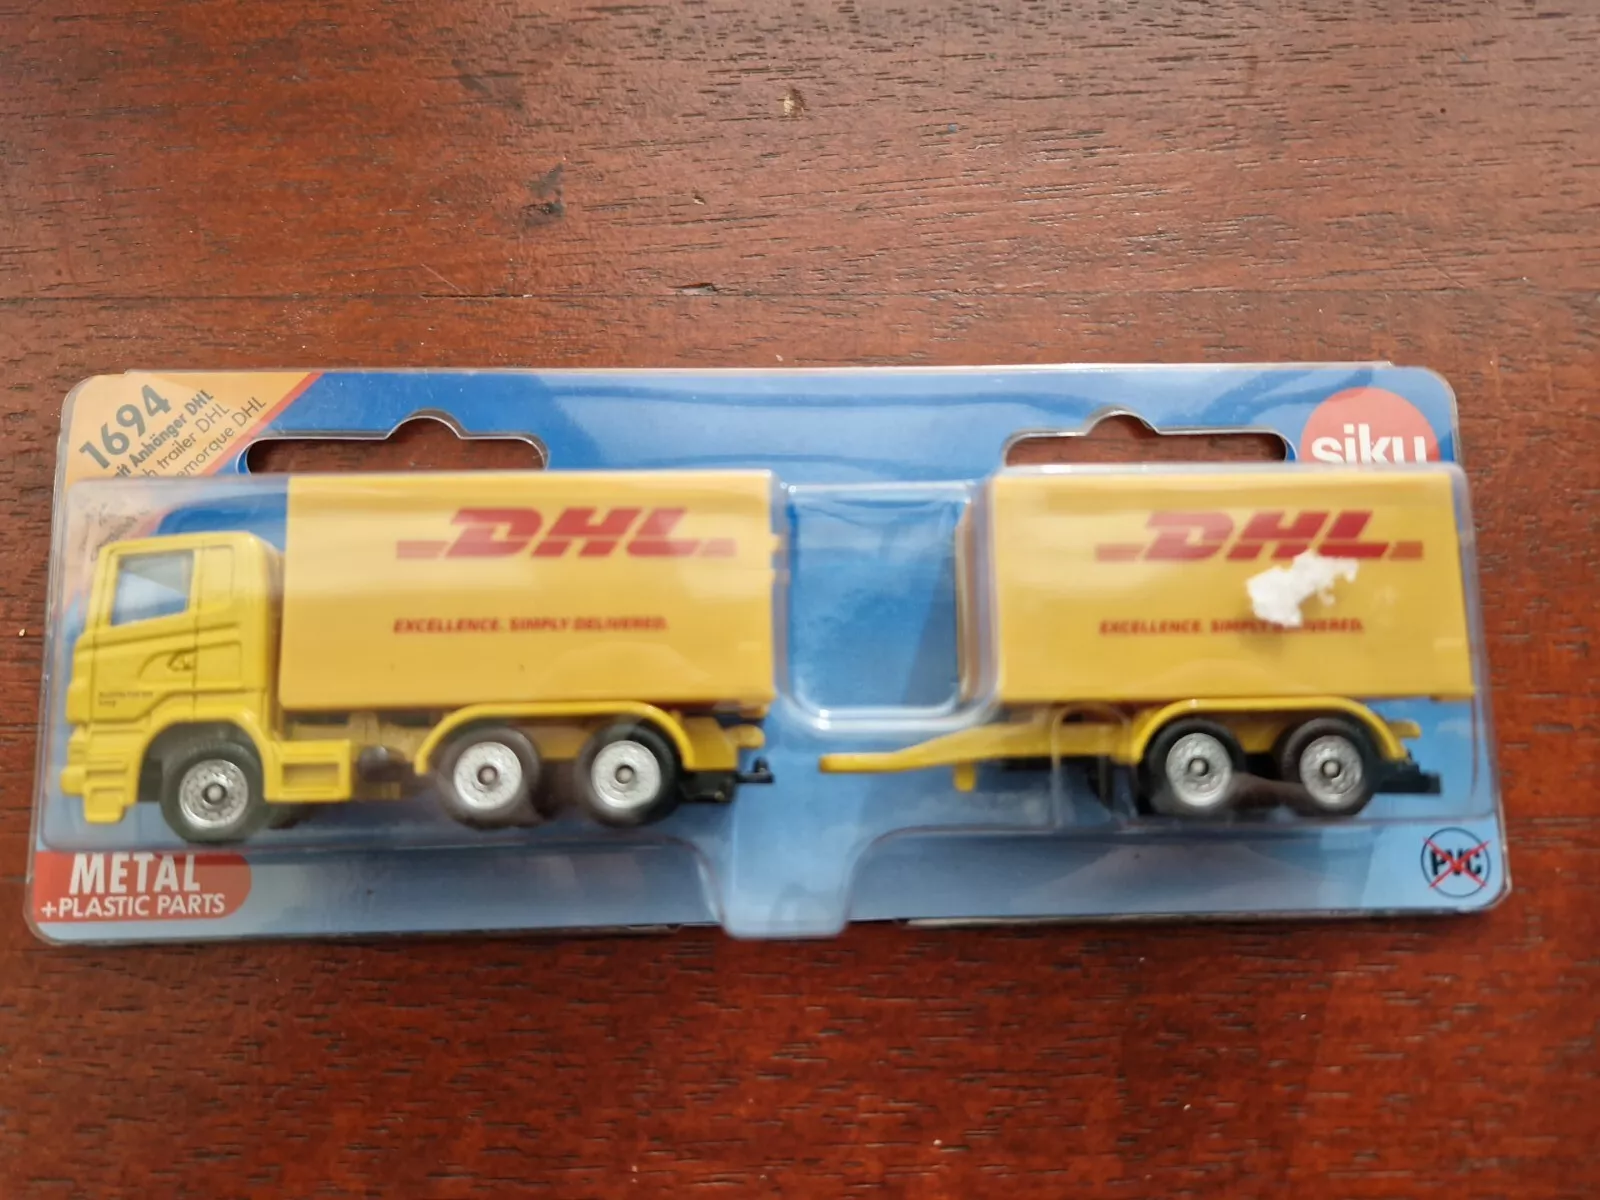 1694
mit Anhänger DHL
trailer DHL
remorque DHL
siku
DHL
EXCELLENCE. SIMPLY DELIVERED.
DHL
EXCELLENCE. SIMPLY DELIVERED.
METAL
+PLASTIC PARTS
PVC